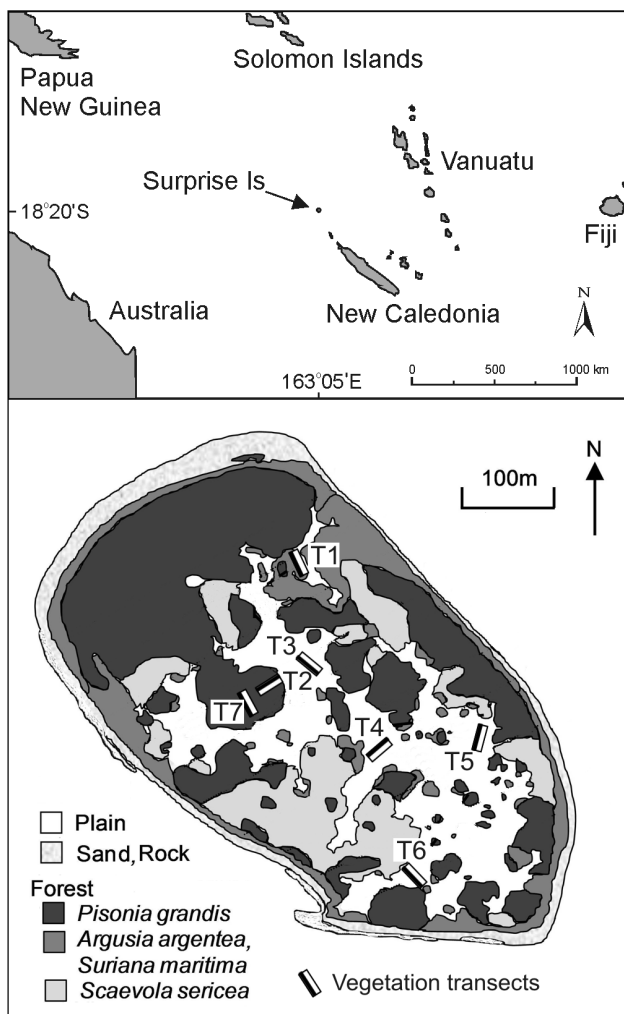 Papua
New Guinea
Solomon Islands
Vanuatu
Surprise Is
18°20'S
Fiji
Australia
New Caledonia
N
163°05'E
0 500 1000 km
N
100m
T1
T3
T2
T7
T4
T5
T6
Plain
Sand, Rock
Forest
Pisonia grandis
Argusia argentea,
Suriana maritima
Scaevola sericea
Vegetation transects